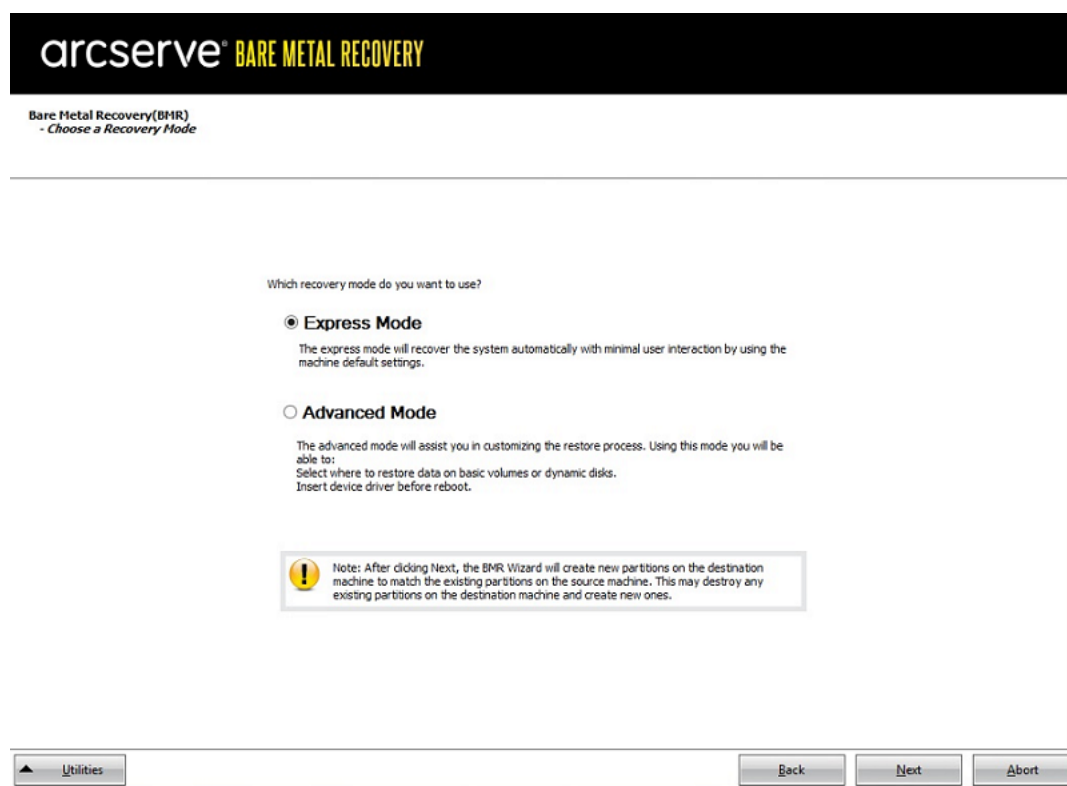 arcserve® BARE METAL RECOVERY
Bare Metal Recovery(BMR)
- Choose a Recovery Mode
Which recovery mode do you want to use?
Express Mode
The express mode will recover the system automatically with minimal user interaction by using the
machine default settings.
Advanced Mode
The advanced mode will assist you in customizing the restore process. Using this mode you will be
able to:
Select where to restore data on basic volumes or dynamic disks.
Insert device driver before reboot.
Note: After clicking Next, the BMR Wizard will create new partitions on the destination
machine to match the existing partitions on the source machine. This may destroy any
existing partitions on the destination machine and create new ones.
Utilities
Back
Next
Abort